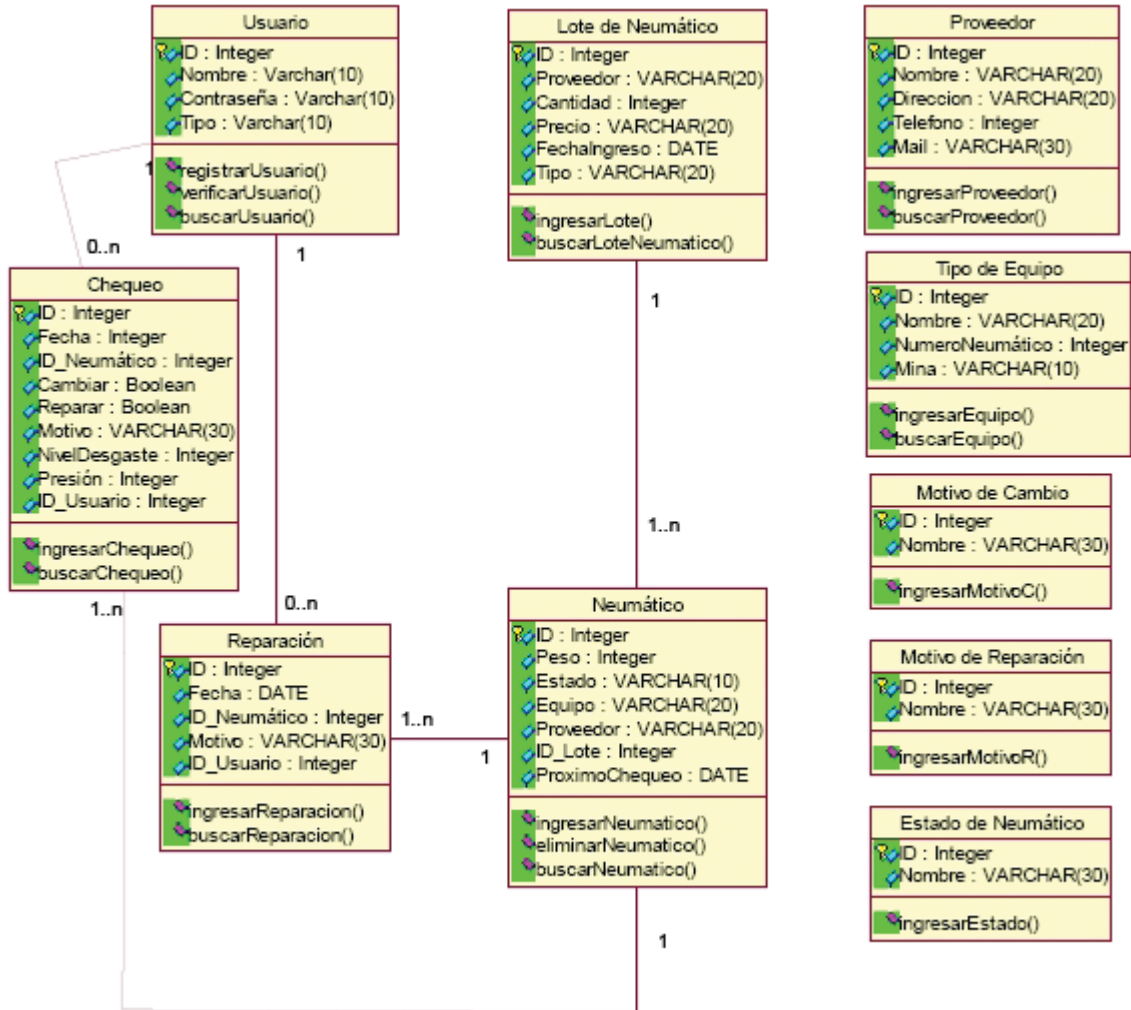 Usuario
ID : Integer
Nombre : Varchar(10)
Contraseña : Varchar(10)
Tipo : Varchar(10)
registrarUsuario()
verificarUsuario()
buscarUsuario()
1
1
0..n
Lote de Neumático
ID : Integer
Proveedor : VARCHAR(20)
Cantidad : Integer
Precio : VARCHAR(20)
FechaIngreso : DATE
Tipo : VARCHAR(20)
ingresarLote()
buscarLoteNeumatico()
1
1..n
Proveedor
ID : Integer
Nombre : VARCHAR(20)
Direccion : VARCHAR(20)
Telefono : Integer
Mail : VARCHAR(30)
ingresarProveedor()
buscarProveedor()
Tipo de Equipo
ID : Integer
Nombre : VARCHAR(20)
NumeroNeumático : Integer
Mina : VARCHAR(10)
ingresarEquipo()
buscarEquipo()
Chequeo
ID : Integer
Fecha : Integer
ID_Neumático : Integer
Cambiar : Boolean
Reparar : Boolean
Motivo : VARCHAR(30)
NivelDesgaste : Integer
Presión : Integer
ID_Usuario : Integer
ingresarChequeo()
buscarChequeo()
1..n
0..n
Reparación
ID : Integer
Fecha : DATE
ID_Neumático : Integer
Motivo : VARCHAR(30)
ID_Usuario : Integer
ingresarReparacion()
buscarReparacion()
1..n
1
Neumático
ID : Integer
Peso : Integer
Estado : VARCHAR(10)
Equipo : VARCHAR(20)
Proveedor : VARCHAR(20)
ID_Lote : Integer
ProximoChequeo : DATE
ingresarNeumatico()
eliminarNeumatico()
buscarNeumatico()
1
Motivo de Cambio
ID : Integer
Nombre : VARCHAR(30)
ingresarMotivoC()
Motivo de Reparación
ID : Integer
Nombre : VARCHAR(30)
ingresarMotivoR()
Estado de Neumático
ID : Integer
Nombre : VARCHAR(30)
ingresarEstado()